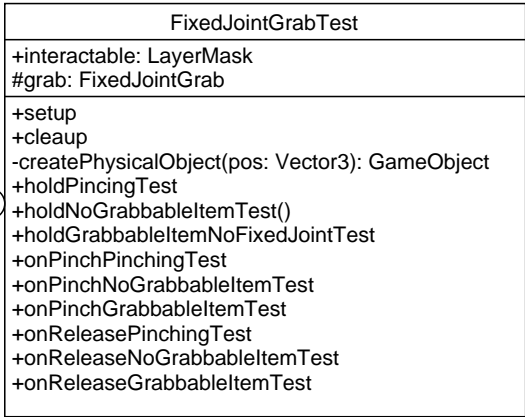 FixedJointGrabTest
+interactable: LayerMask
#grab: FixedJointGrab
+setup
+cleaup
-createPhysicalObject(pos: Vector3): GameObject
+holdPincingTest
+holdNoGrabbableItemTest()
+holdGrabbableItemNoFixedJointTest
+onPinchPinchingTest
+onPinchNoGrabbableItemTest
+onPinchGrabbableItemTest
+onReleasePinchingTest
+onReleaseNoGrabbableItemTest
+onReleaseGrabbableItemTest